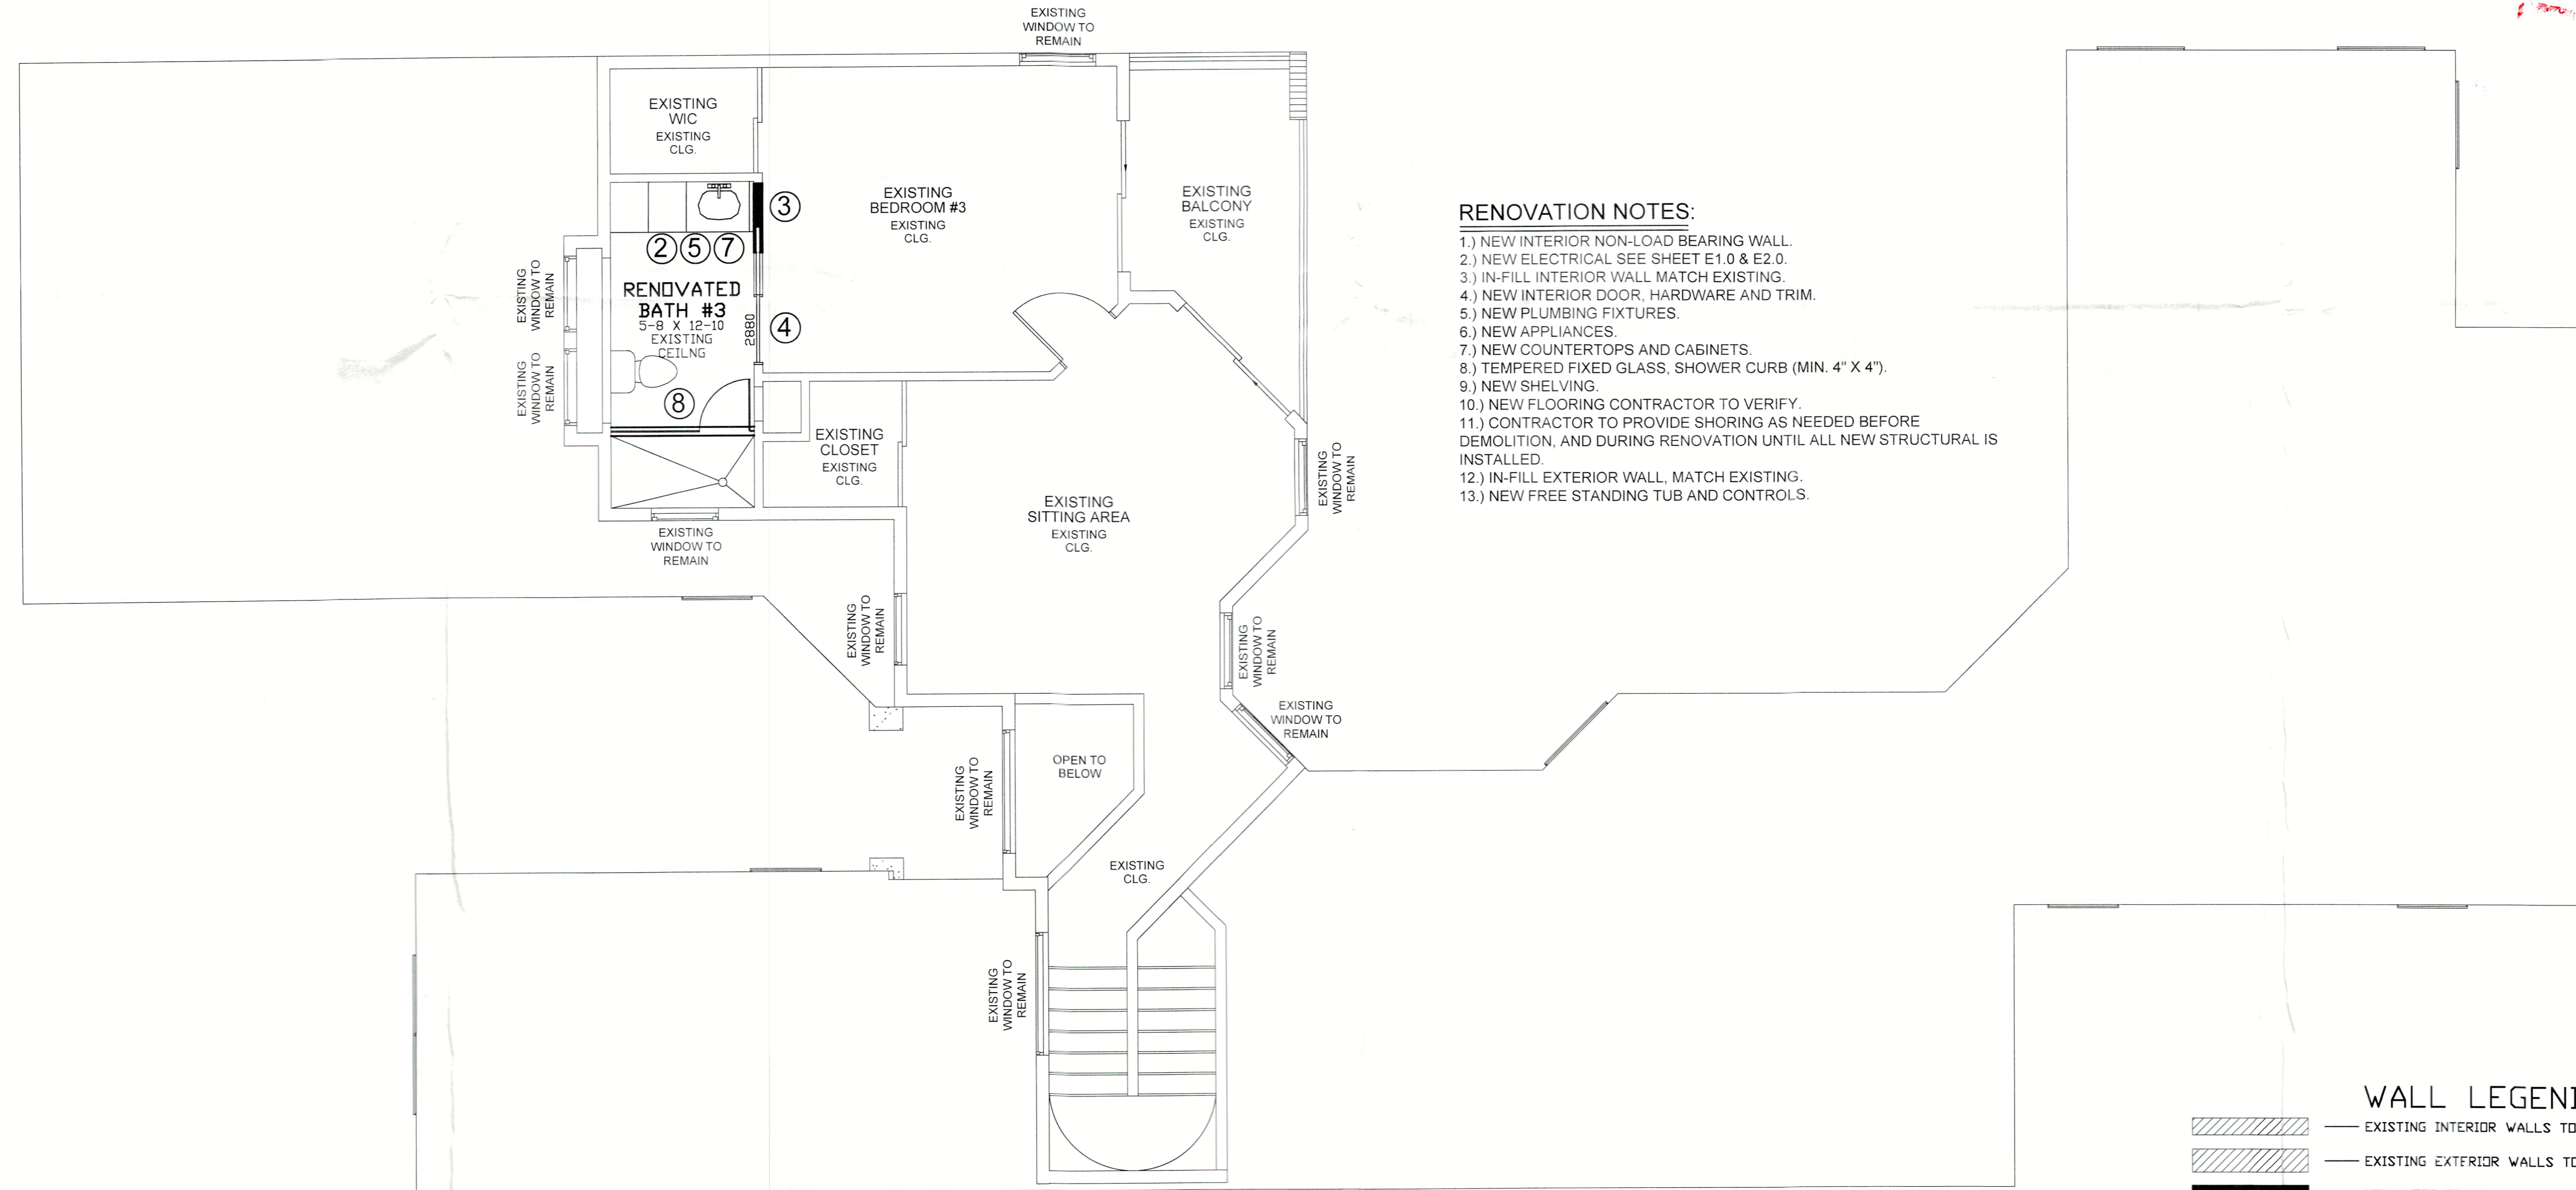 EXISTING
WINDOW TO
REMAIN
EXISTING
WIC
EXISTING
CLG.
EXISTING
BEDROOM #3
EXISTING
CLG.
EXISTING
BALCONY
EXISTING
CLG.
3
2 5 7
RENOVATED
BATH #3
5-8 X 12-10
EXISTING
CEILNG
2880
4
8
EXISTING
WINDOW TO
REMAIN
EXISTING
WINDOW TO
REMAIN
EXISTING
CLOSET
EXISTING
CLG.
EXISTING
WINDOW TO
REMAIN
EXISTING
SITTING AREA
EXISTING
CLG.
EXISTING
WINDOW TO
REMAIN
EXISTING
WINDOW TO
REMAIN
EXISTING
WINDOW TO
REMAIN
EXISTING
WINDOW TO
REMAIN
OPEN TO
BELOW
EXISTING
WINDOW TO
REMAIN
EXISTING
CLG.
EXISTING
WINDOW TO
REMAIN
RENOVATION NOTES:
1.) NEW INTERIOR NON-LOAD BEARING WALL.
2.) NEW ELECTRICAL SEE SHEET E1.0 & E2.0.
3.) IN-FILL INTERIOR WALL MATCH EXISTING.
4.) NEW INTERIOR DOOR, HARDWARE AND TRIM.
5.) NEW PLUMBING FIXTURES.
6.) NEW APPLIANCES.
7.) NEW COUNTERTOPS AND CABINETS.
8.) TEMPERED FIXED GLASS, SHOWER CURB (MIN. 4" X 4").
9.) NEW SHELVING.
10.) NEW FLOORING CONTRACTOR TO VERIFY.
11.) CONTRACTOR TO PROVIDE SHORING AS NEEDED BEFORE
DEMOLITION, AND DURING RENOVATION UNTIL ALL NEW STRUCTURAL IS
INSTALLED.
12.) IN-FILL EXTERIOR WALL, MATCH EXISTING.
13.) NEW FREE STANDING TUB AND CONTROLS.
WALL LEGEN
EXISTING INTERIOR WALLS TO
EXISTING EXTERIOR WALLS TO